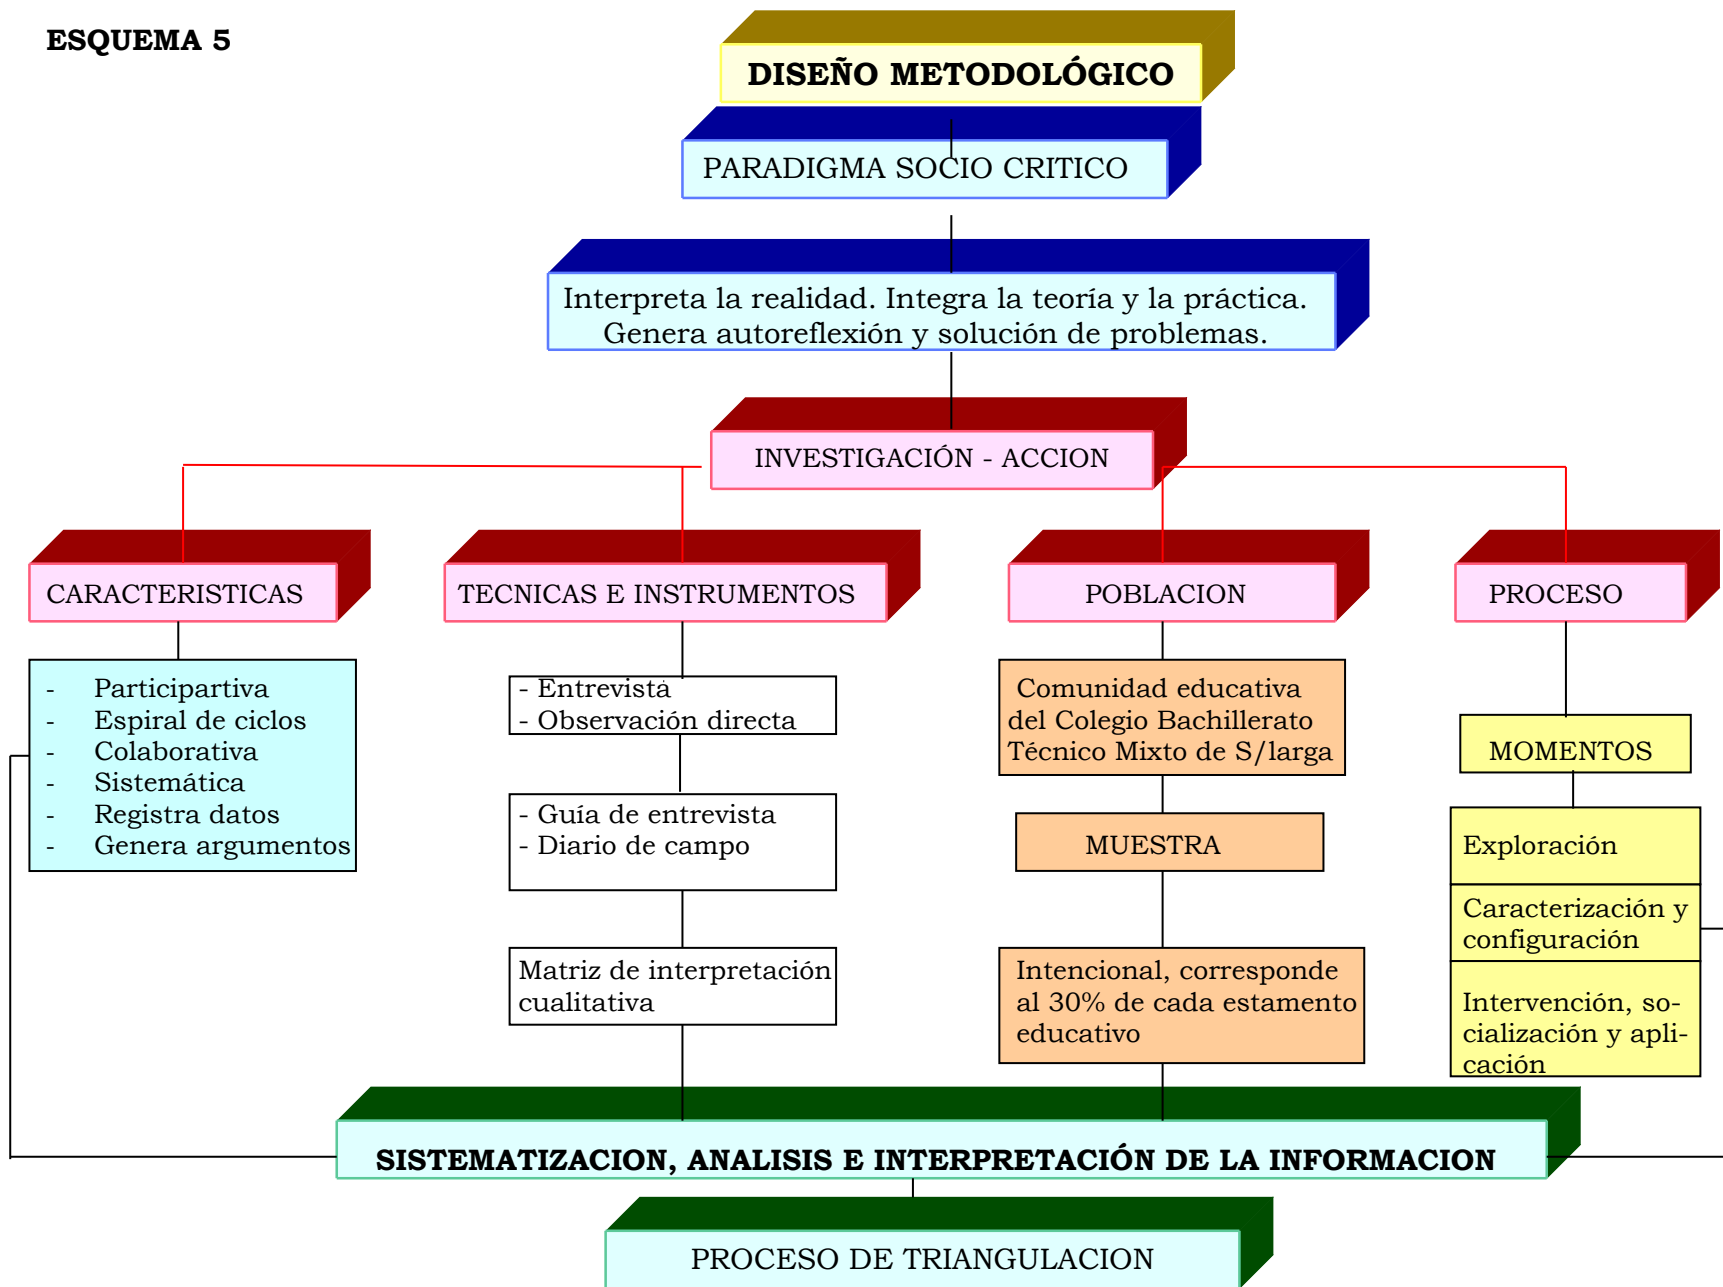 ESQUEMA 5
DISEÑO METODOLÓGICO
PARADIGMA SOCIO CRITICO
Interpreta la realidad. Integra la teoría y la práctica.
Genera autoreflexión y solución de problemas.
INVESTIGACIÓN - ACCION
CARACTERISTICAS
- Participartiva
- Espiral de ciclos
- Colaborativa
- Sistemática
- Registra datos
- Genera argumentos
TECNICAS E INSTRUMENTOS
- Entrevista
- Observación directa
- Guía de entrevista
- Diario de campo
Matriz de interpretación
cualitativa
POBLACION
Comunidad educativa
del Colegio Bachillerato
Técnico Mixto de S/larga
MUESTRA
Intencional, corresponde
al 30% de cada estamento
educativo
PROCESO
MOMENTOS
Exploración
Caracterización y
configuración
Intervención, so-
cialización y apli-
cación
SISTEMATIZACION, ANALISIS E INTERPRETACIÓN DE LA INFORMACION
PROCESO DE TRIANGULACION